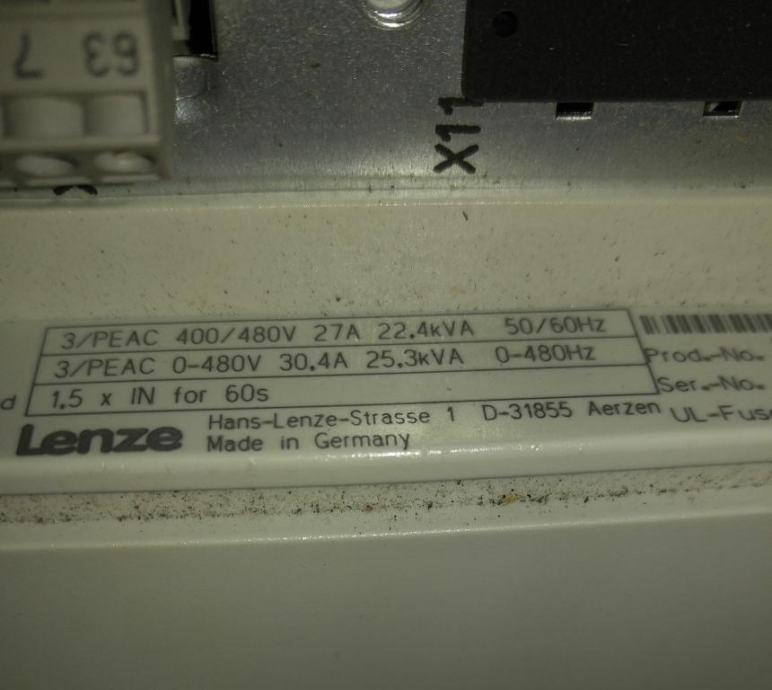 63 7
X11
3/PEAC 400/480V 27A 22.4kVA 50/60Hz
3/PEAC 0-480V 30.4A 25.3kVA 0-480Hz
Prod.-No.
d 1.5 x IN for 60s
Ser.-No.
Lenze Hans-Lenze-Strasse 1 D-31855 Aerzen
UL-Fuse
Made in Germany